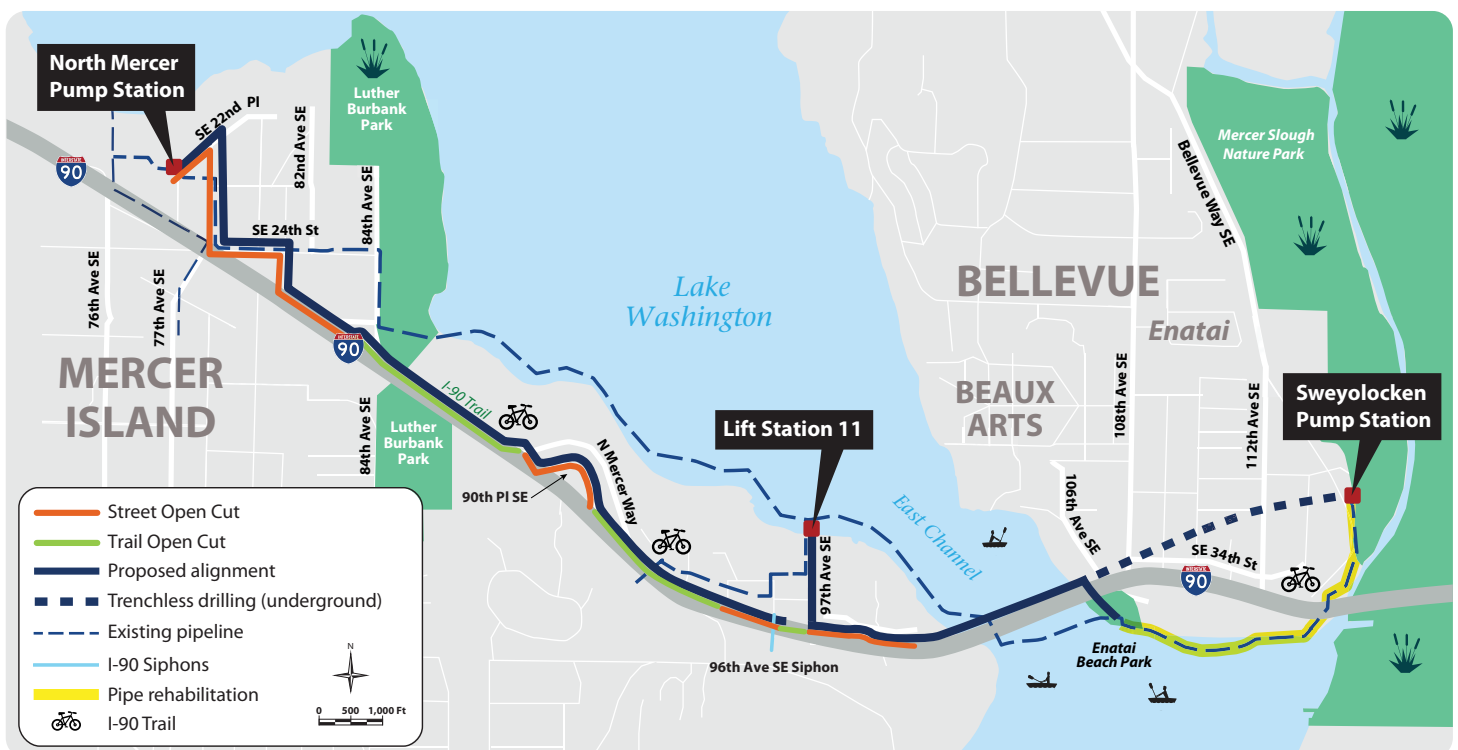 North Mercer
Pump Station
SE 22nd Pl
82nd Ave SE
Luther
Burbank
Park
INTERSTATE
90
SE 24th St
84th Ave SE
76th Ave SE
77th Ave SE
MERCER
ISLAND
INTERSTATE
90
84th Ave SE
Luther
Burbank
Park
I-90 Trail
90th Pl SE
N Mercer Way
Lake
Washington
Lift Station 11
97th Ave SE
96th Ave SE Siphon
East Channel
BELLEVUE
Enatai
BEAUX
ARTS
106th Ave SE
108th Ave SE
112th Ave SE
Bellevue Way SE
Mercer Slough
Nature Park
Sweyolocken
Pump Station
SE 34th St
INTERSTATE
90
Enatai
Beach Park
Street Open Cut
Trail Open Cut
Proposed alignment
Trenchless drilling (underground)
Existing pipeline
I-90 Siphons
Pipe rehabilitation
I-90 Trail
N
0 500 1,000 Ft